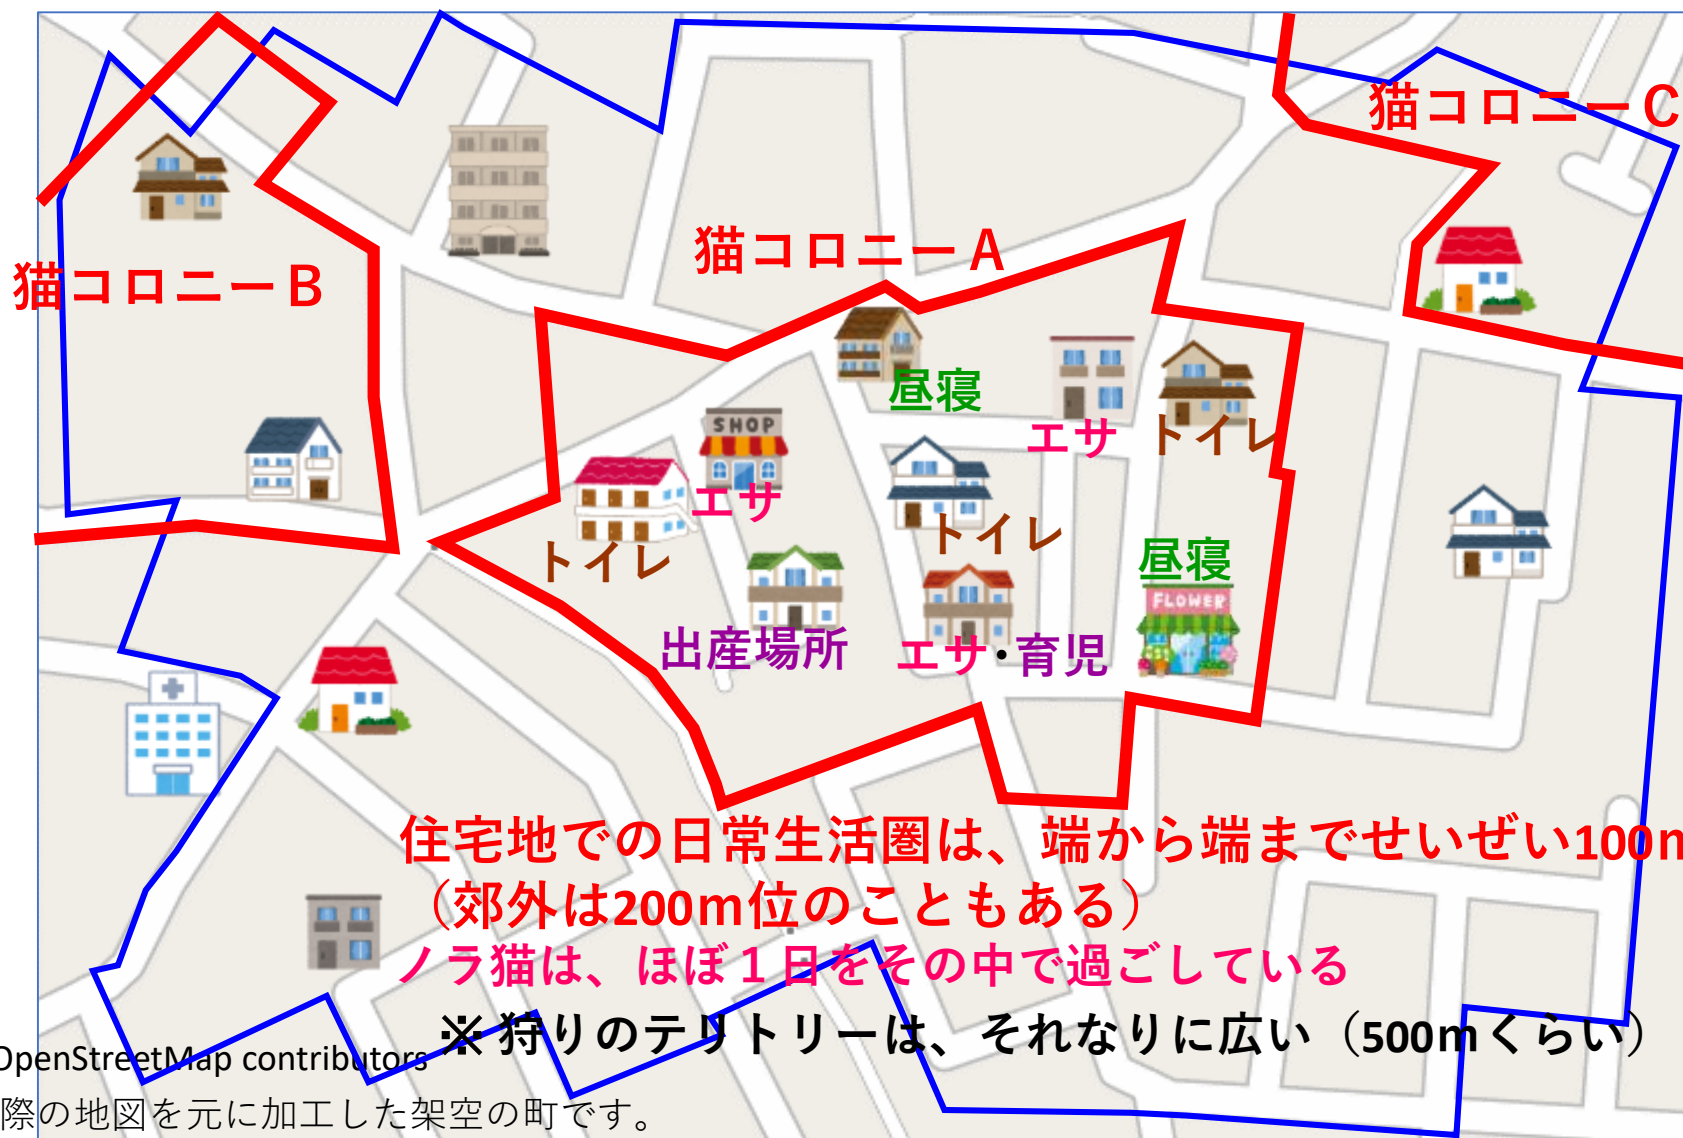 猫コロニーC
猫コロニーA
猫コロニーB
昼寝
SHOP
エサ
トイレ
エサ
トイレ
トイレ
昼寝
FLOWER
出産場所
エサ・育児
住宅地での日常生活圏は、端から端までせいぜい100m
（郊外は200m位のこともある）
ノラ猫は、ほぼ１日をその中で過ごしている
※狩りのテリトリーは、それなりに広い（500mくらい）
OpenStreetMap contributors
際の地図を元に加工した架空の町です。